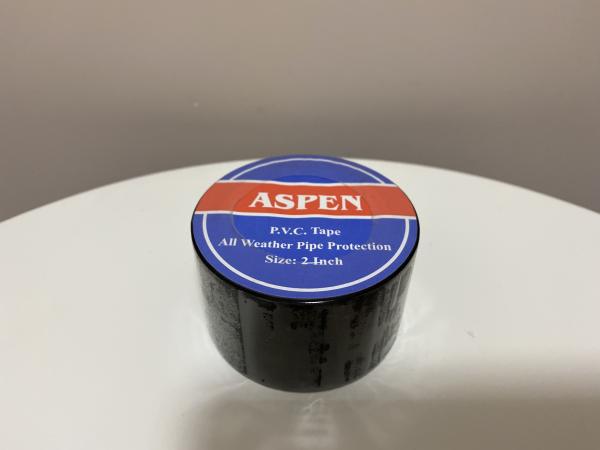 ASPEN
P.V.C. Tape
All Weather Pipe Protection
Size: 2 Inch